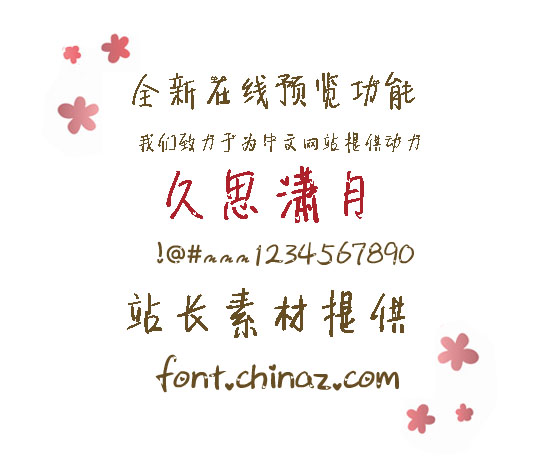 全新在线预览功能
我们致力于为中文网站提供动力
久思潇月
!@#~~~1234567890
站长素材提供
font.chinaz.com